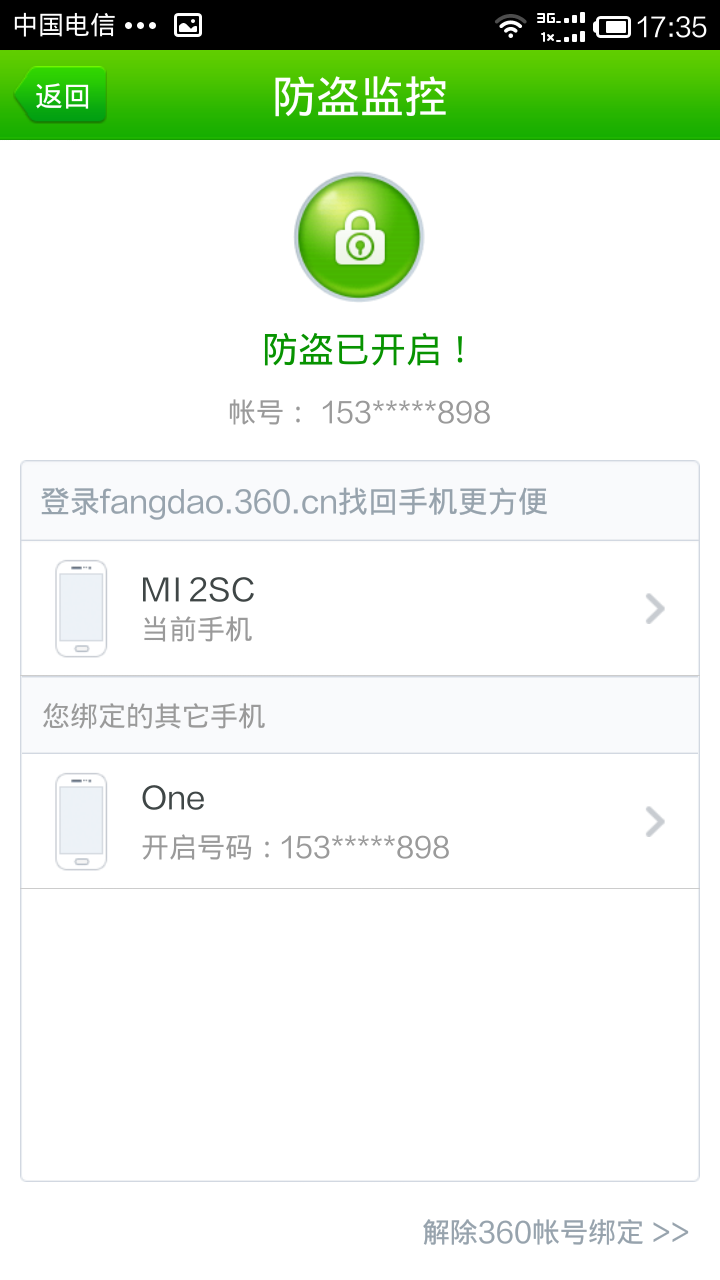 中国电信 ••• 3G 1× 17:35
返回 防盗监控
防盗已开启！
帐号： 153*****898
登录fangdao.360.cn找回手机更方便
MI 2SC
当前手机
您绑定的其它手机
One
开启号码：153*****898
解除360帐号绑定 >>